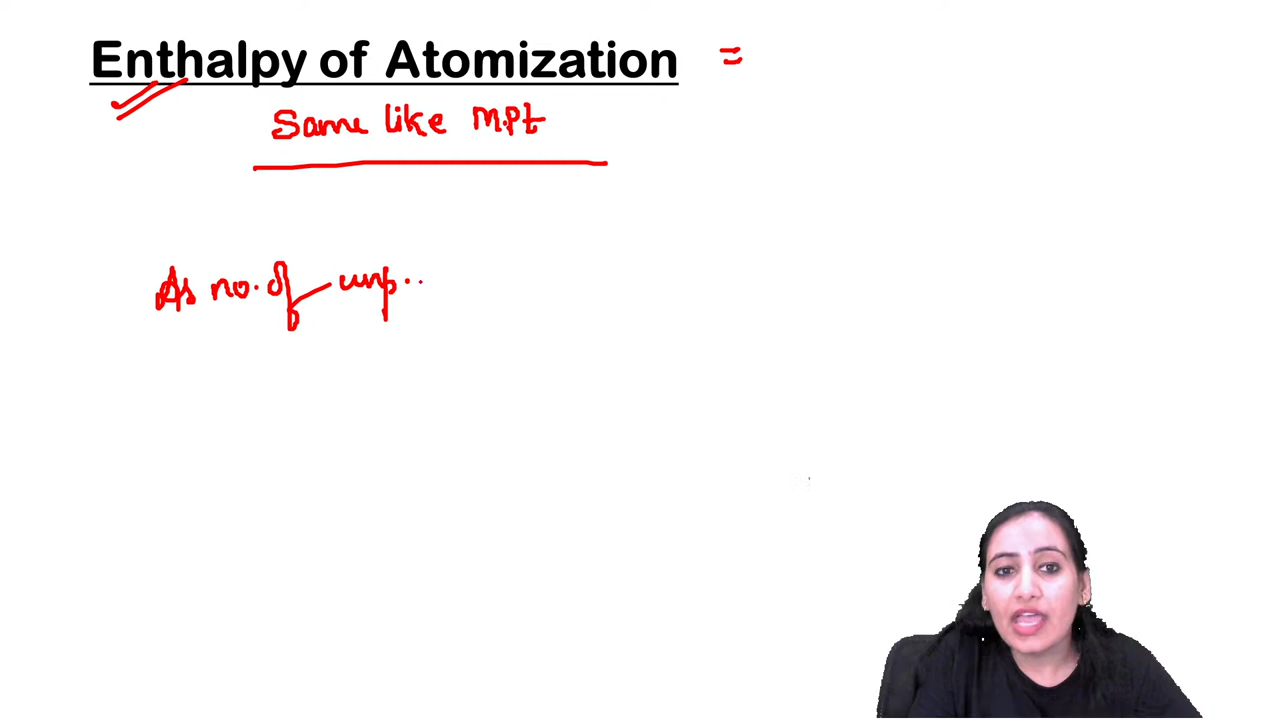 Enthalpy of Atomization =
Same like M.Pt
As no. of unp..